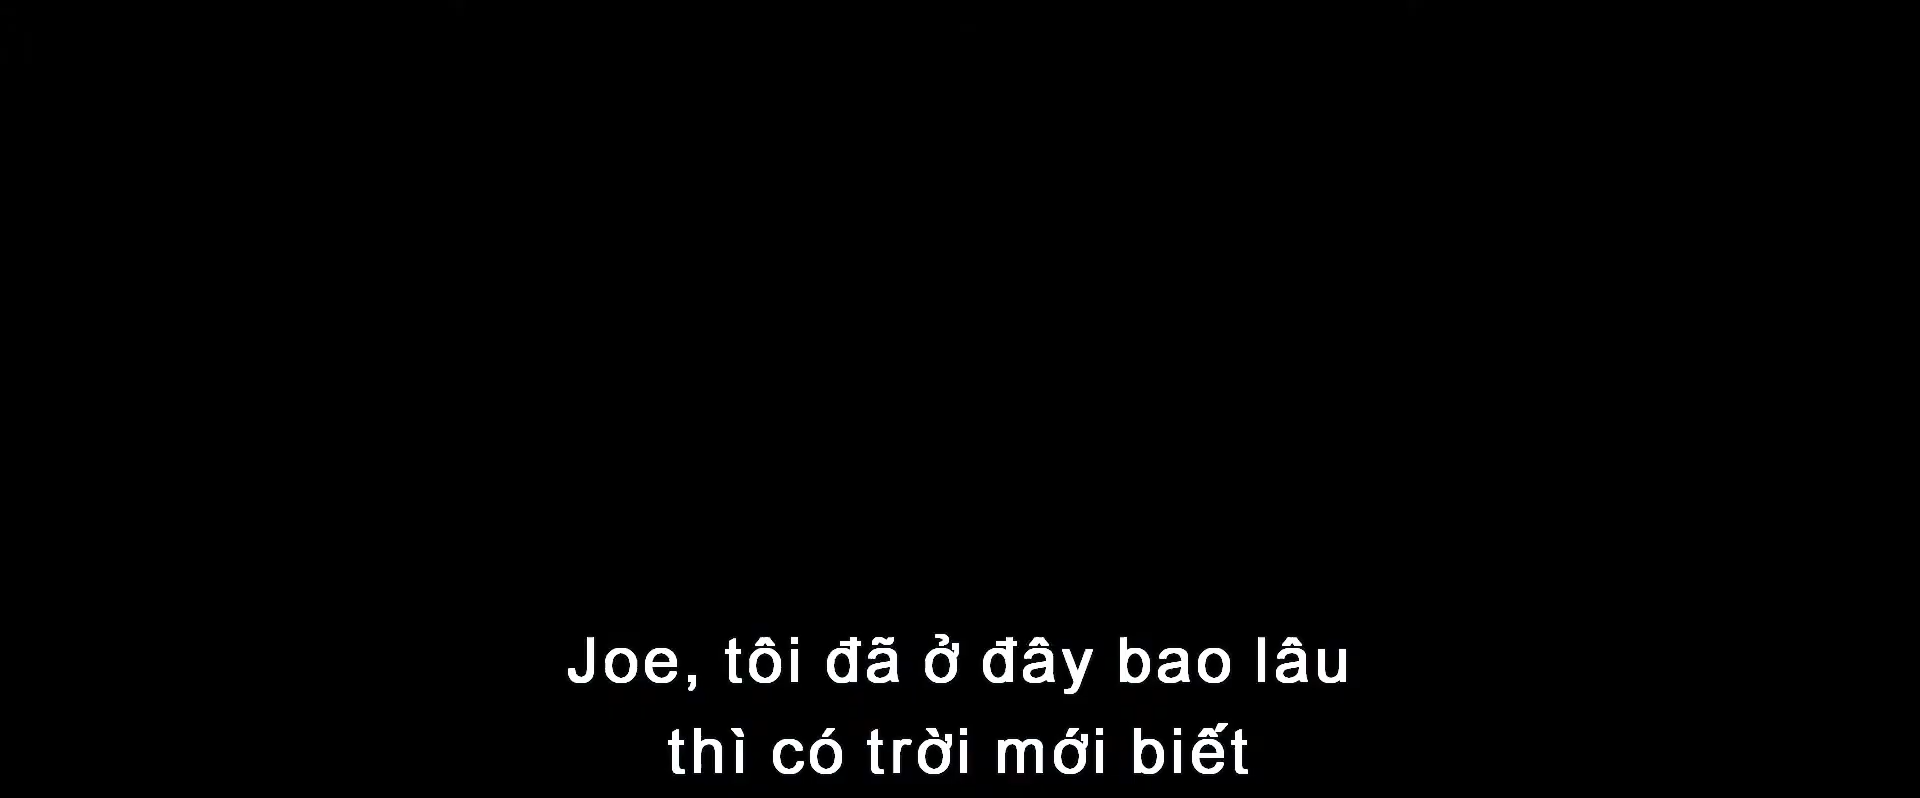 Joe, tôi đã ở đây bao lâu
thì có trời mới biết